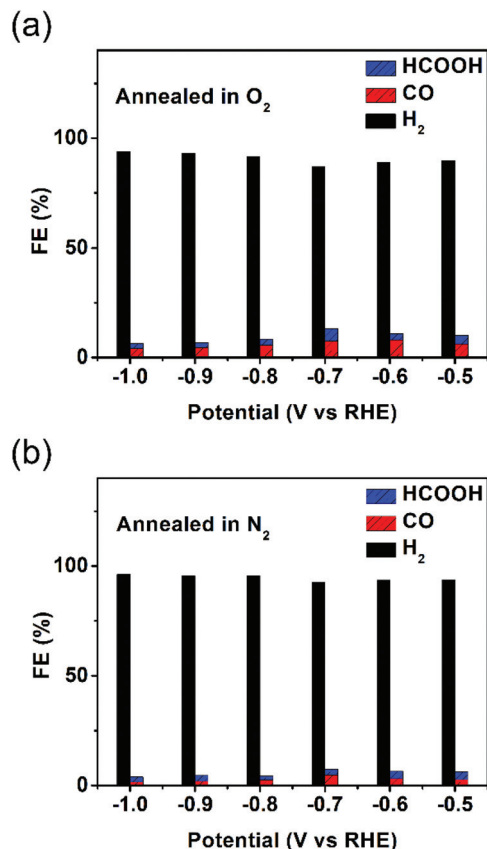 (a)
HCOOH
CO
H₂
Annealed in O₂
100
50
0
FE (%)
-1.0 -0.9 -0.8 -0.7 -0.6 -0.5
Potential (V vs RHE)
(b)
HCOOH
CO
H₂
Annealed in N₂
100
50
0
FE (%)
-1.0 -0.9 -0.8 -0.7 -0.6 -0.5
Potential (V vs RHE)